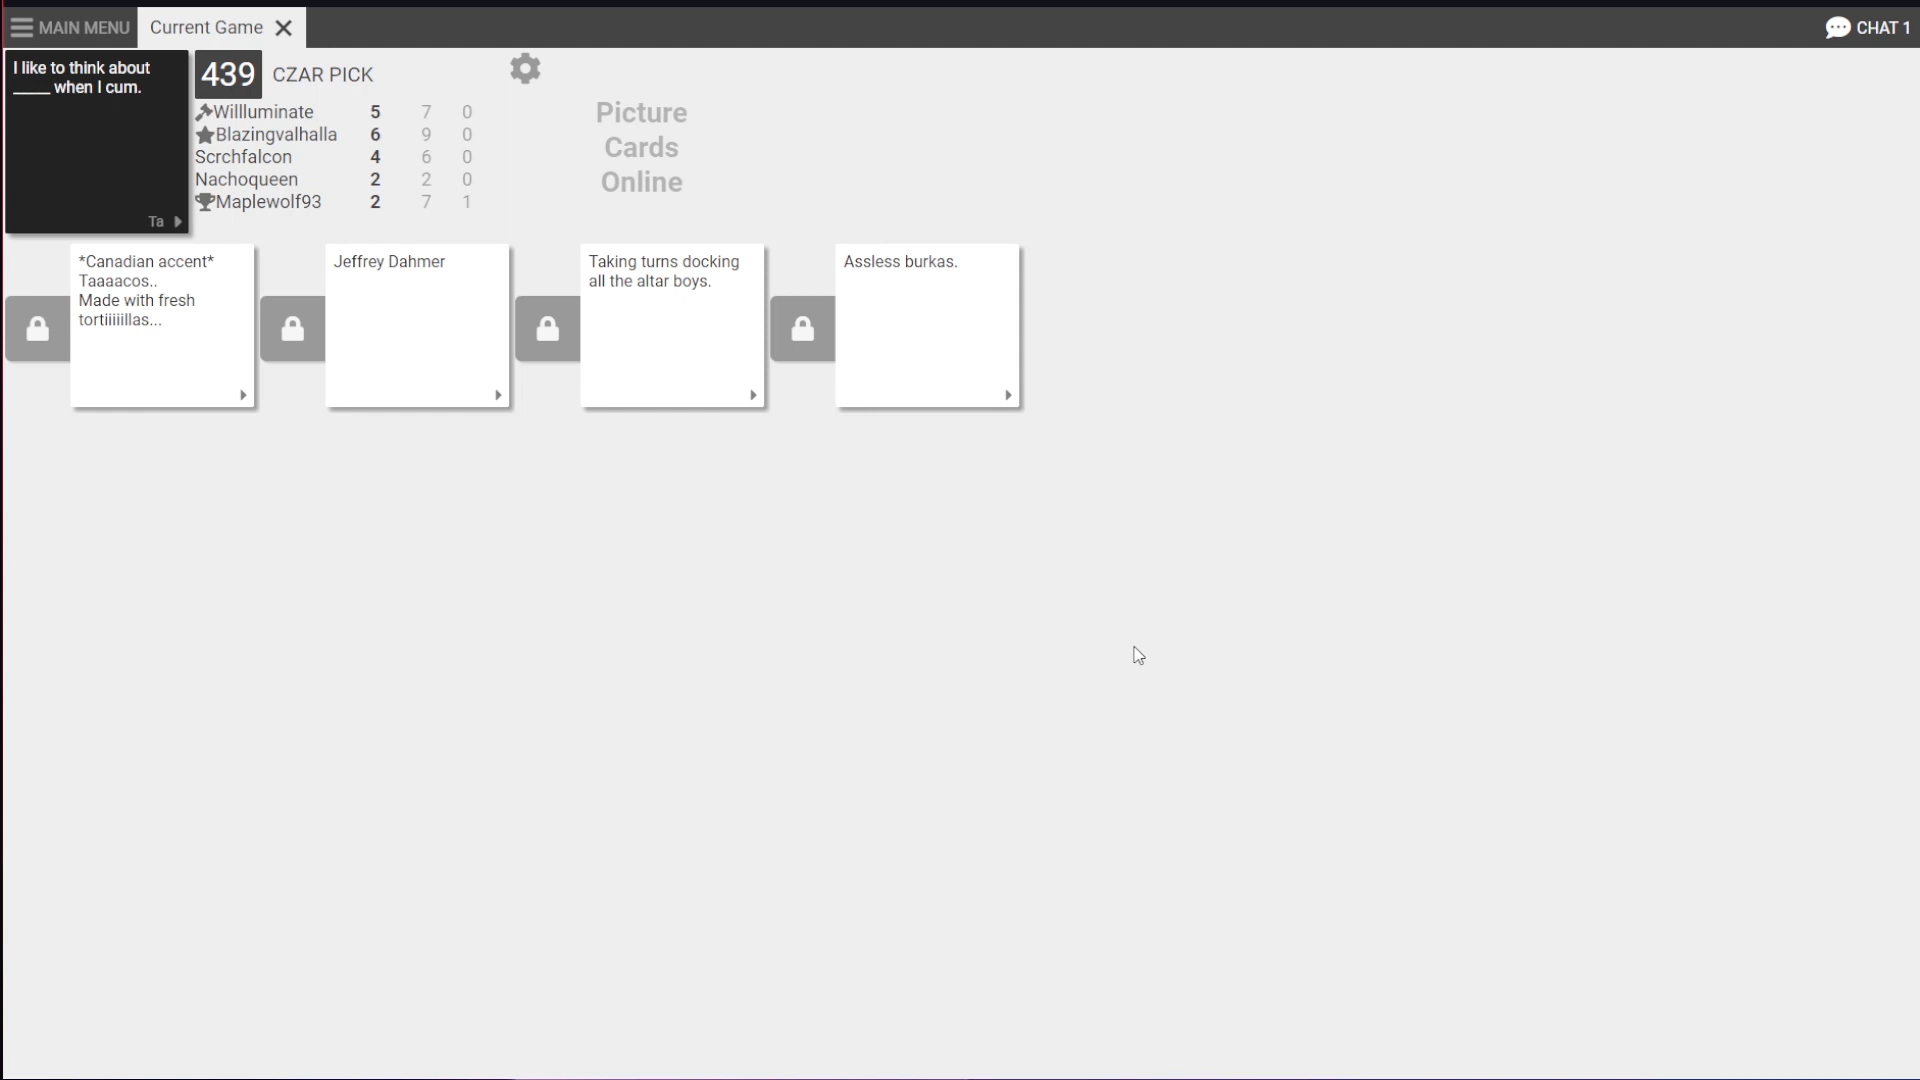 MAIN MENU
Current Game
CHAT 1
I like to think about
_____ when I cum.
Ta
439 CZAR PICK
Willluminate 5 7 0
Blazingvalhalla 6 9 0
Scrchfalcon 4 6 0
Nachoqueen 2 2 0
Maplewolf93 2 7 1
Picture
Cards
Online
*Canadian accent*
Taaaacos..
Made with fresh
tortiiiiillas...
Jeffrey Dahmer
Taking turns docking
all the altar boys.
Assless burkas.